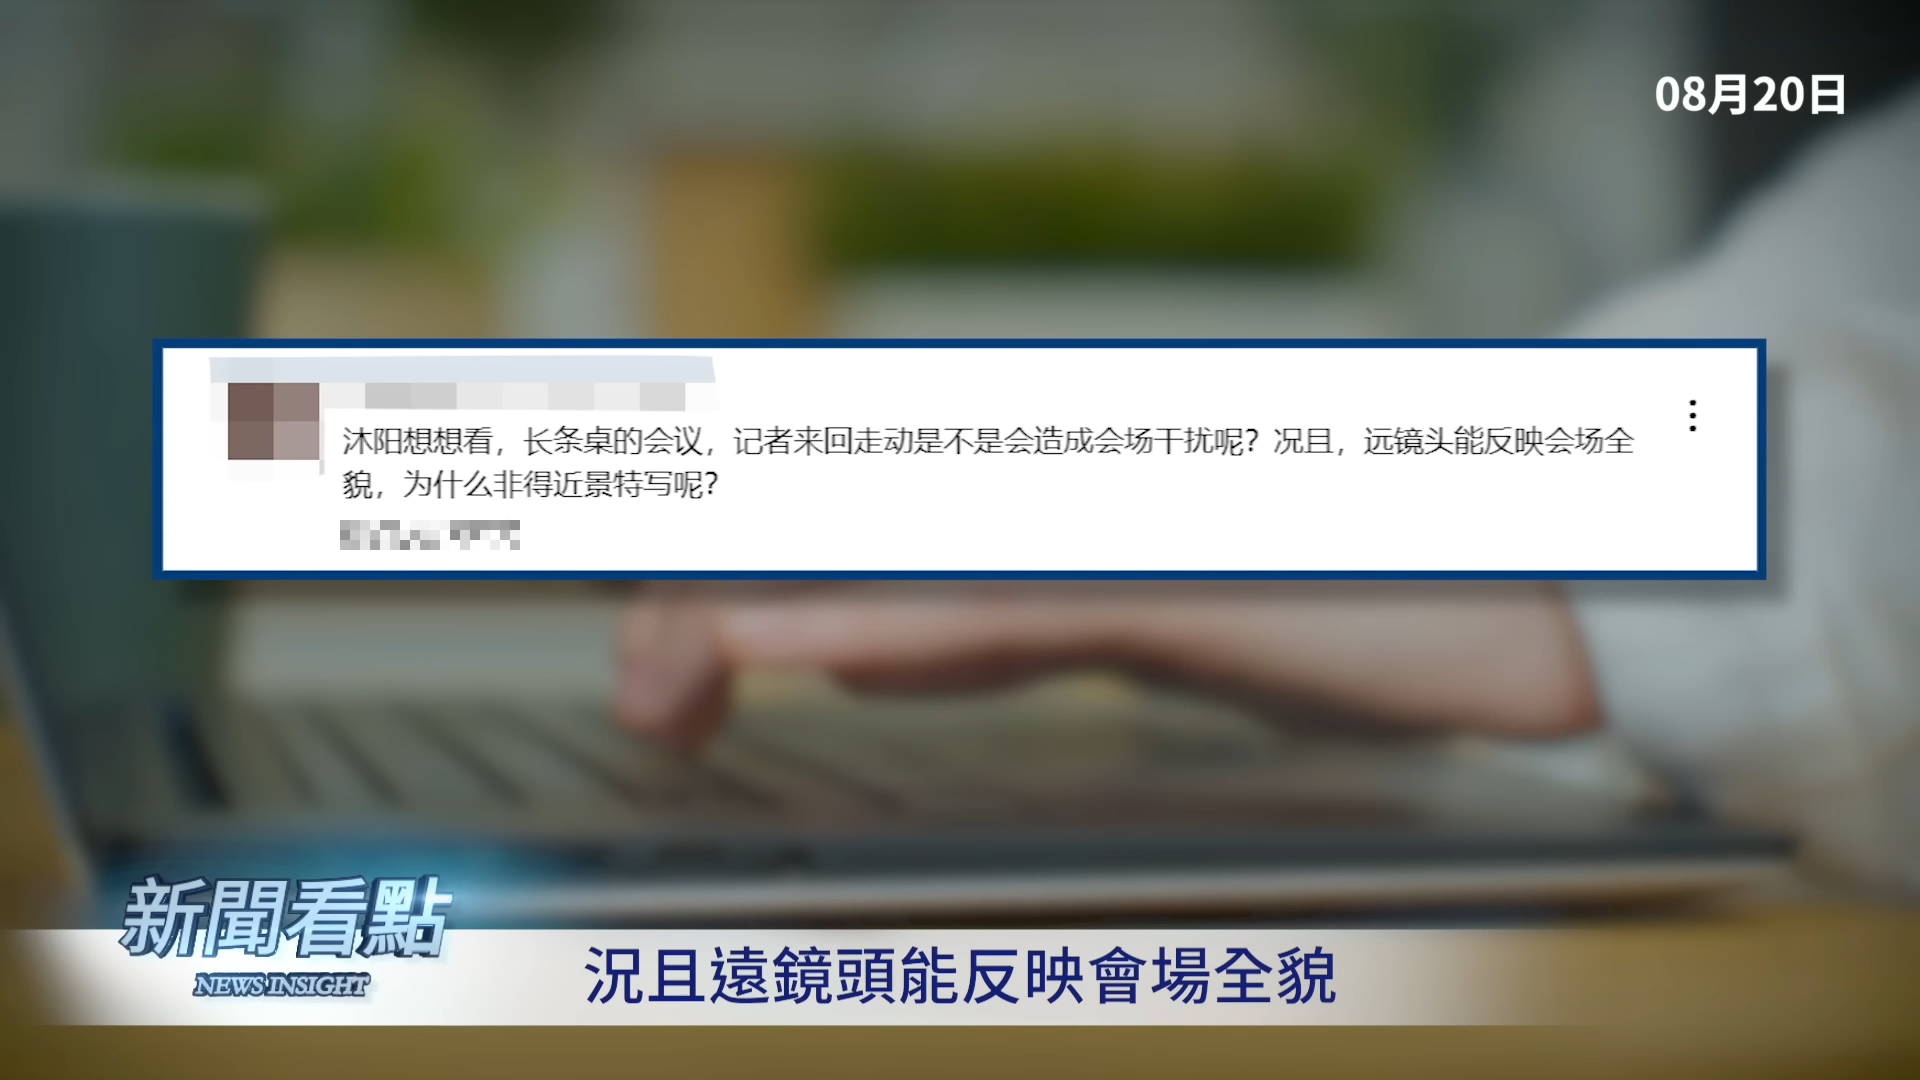 08月20日
沐阳想想看，长条桌的会议，记者来回走动是不是会造成会场干扰呢？况且，远镜头能反映会场全
貌，为什么非得近景特写呢？
新聞看點
NEWS INSIGHT
況且遠鏡頭能反映會場全貌